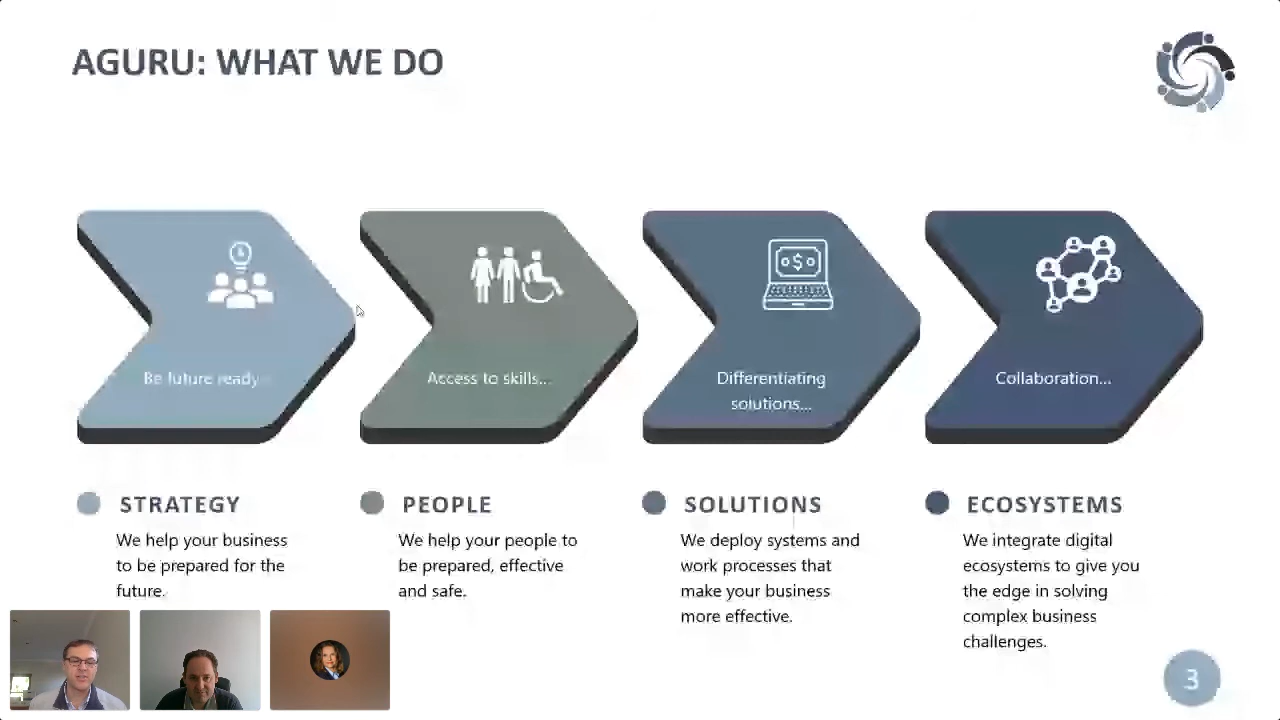 AGURU: WHAT WE DO
Be future ready...
Access to skills...
Differentiating
solutions...
Collaboration...
STRATEGY
We help your business
to be prepared for the
future.
PEOPLE
We help your people to
be prepared, effective
and safe.
SOLUTIONS
We deploy systems and
work processes that
make your business
more effective.
ECOSYSTEMS
We integrate digital
ecosystems to give you
the edge in solving
complex business
challenges.
3